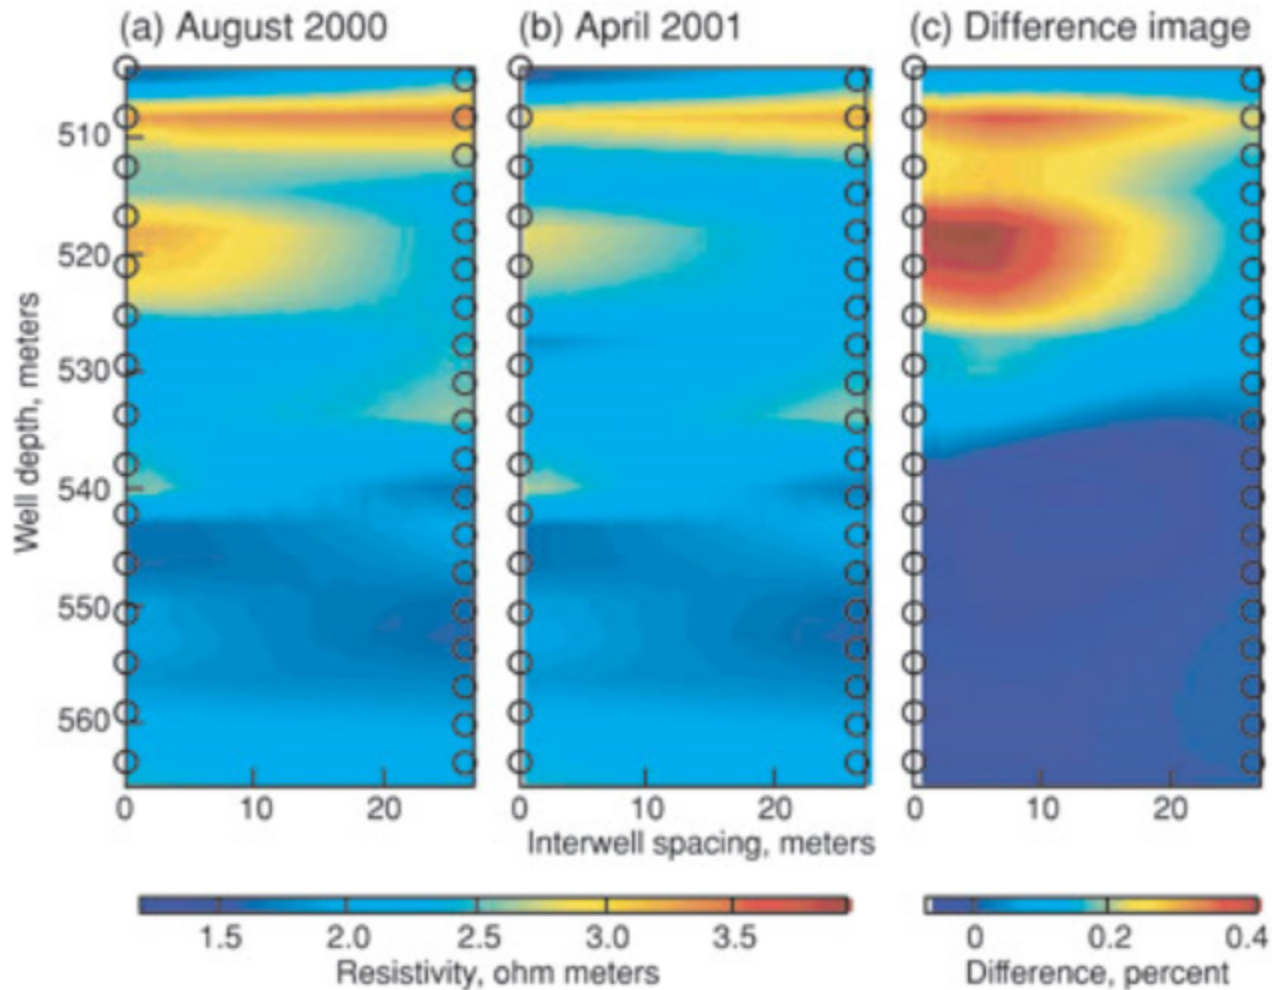 (a) August 2000
(b) April 2001
(c) Difference image
Well depth, meters
510
520
530
540
550
560
0 10 20
0 10 20
0 10 20
Interwell spacing, meters
1.5 2.0 2.5 3.0 3.5
Resistivity, ohm meters
0 0.2 0.4
Difference, percent